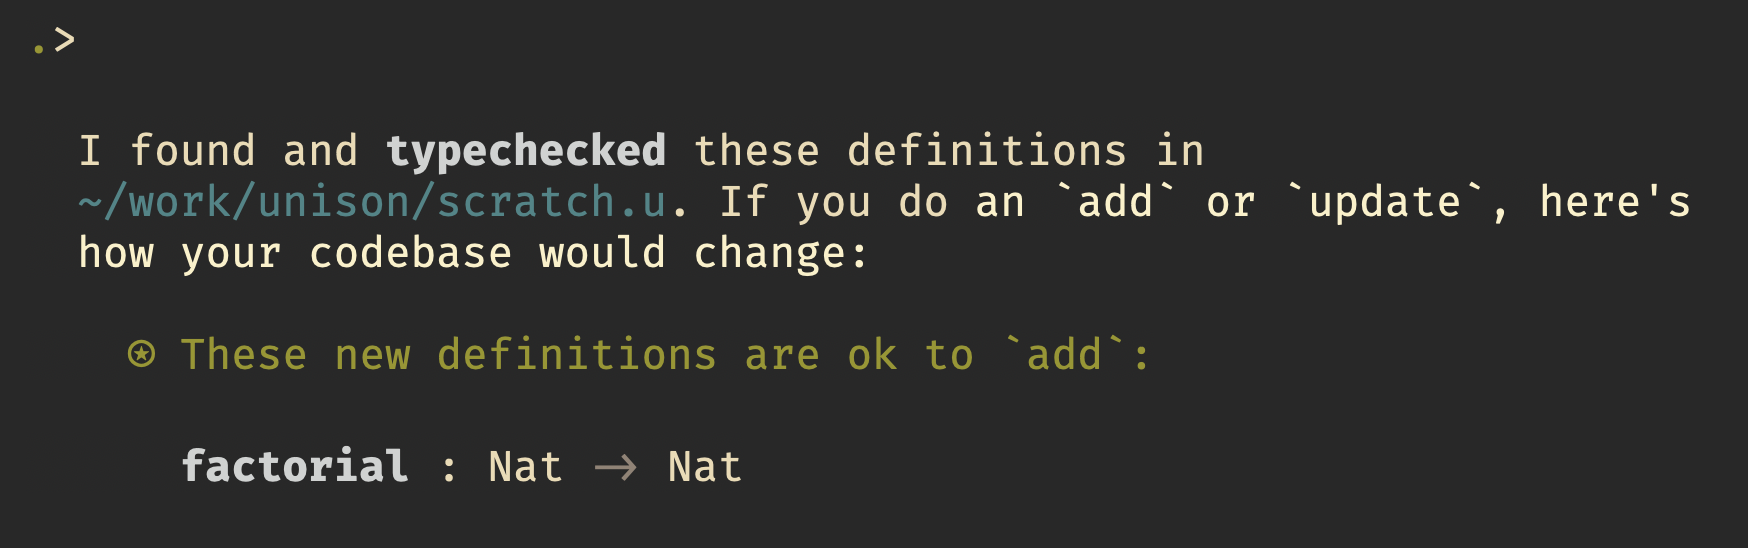 .>
I found and typechecked these definitions in
~/work/unison/scratch.u. If you do an `add` or `update`, here's
how your codebase would change:
⍟ These new definitions are ok to `add`:
factorial : Nat → Nat